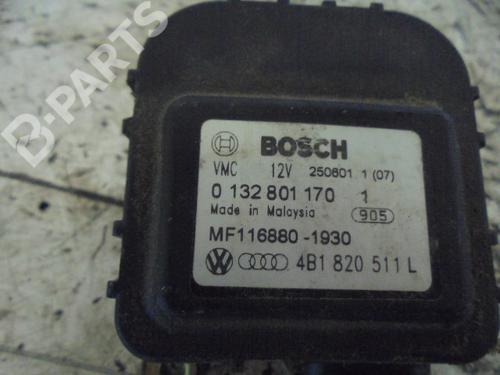 B-PARTS
BOSCH
VMC 12V 250601 1 (07)
0 132 801 170 1
Made in Malaysia 905
MF116880-1930
4B1 820 511 L